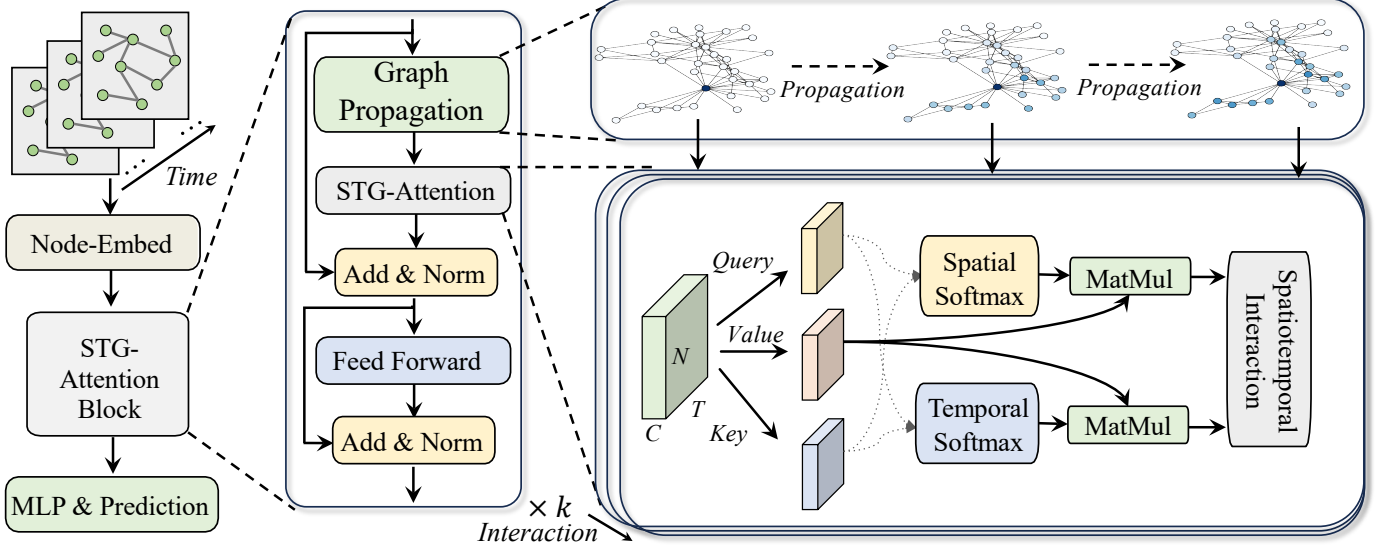 Time
Node-Embed
STG-
Attention
Block
MLP & Prediction
Graph
Propagation
STG-Attention
Add & Norm
Feed Forward
Add & Norm
Propagation
Propagation
N
T
C
Query
Value
Key
Spatial
Softmax
Temporal
Softmax
MatMul
MatMul
Spatiotemporal
Interaction
× k
Interaction